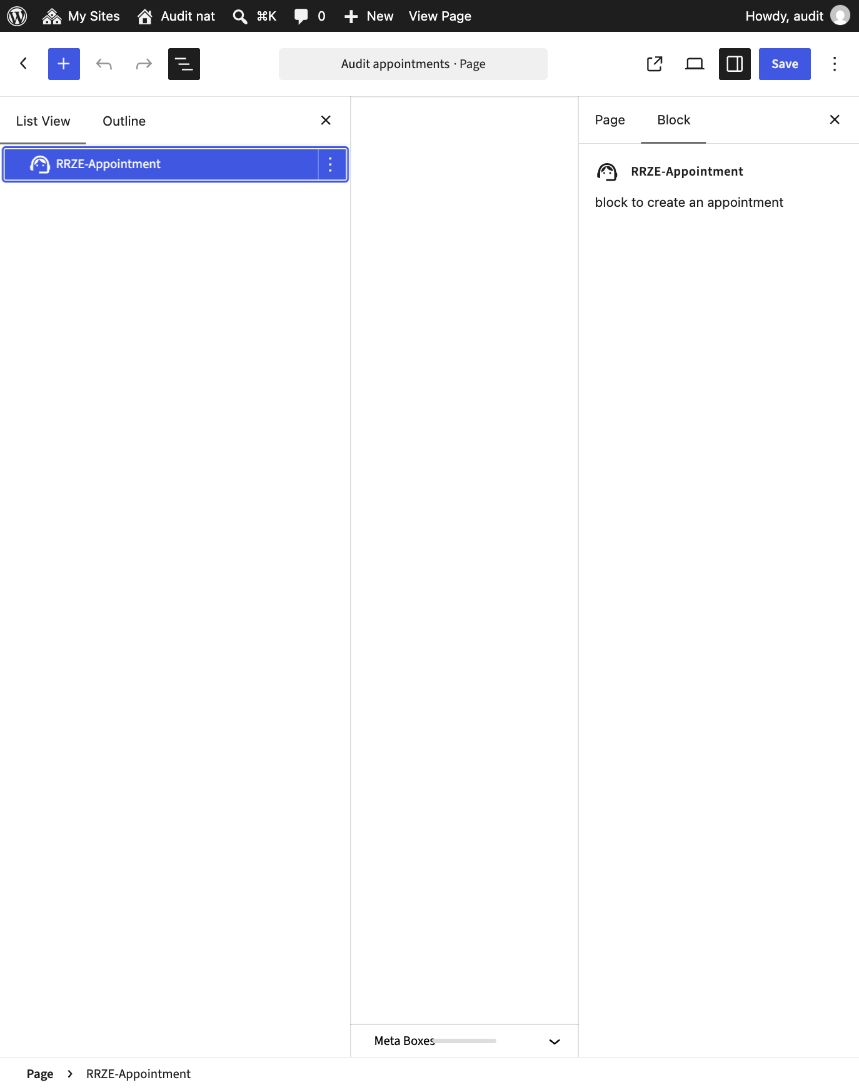 My Sites Audit nat ⌘K 0 New View Page Howdy, audit
Audit appointments · Page Save
List View Outline
Page Block
RRZE-Appointment
RRZE-Appointment
block to create an appointment
Meta Boxes
Page RRZE-Appointment